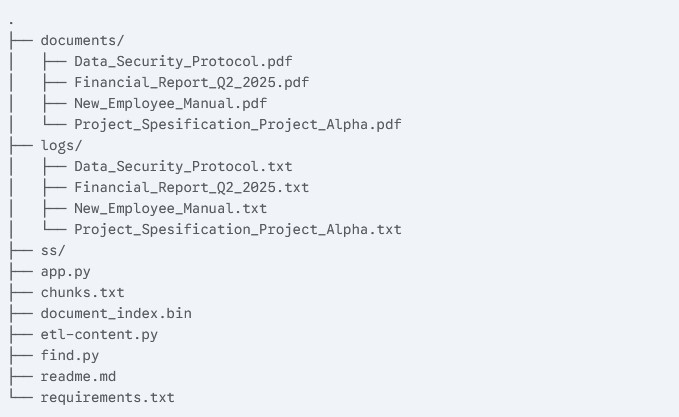 .
├── documents/
│   ├── Data_Security_Protocol.pdf
│   ├── Financial_Report_Q2_2025.pdf
│   ├── New_Employee_Manual.pdf
│   └── Project_Spesification_Project_Alpha.pdf
├── logs/
│   ├── Data_Security_Protocol.txt
│   ├── Financial_Report_Q2_2025.txt
│   ├── New_Employee_Manual.txt
│   └── Project_Spesification_Project_Alpha.txt
├── ss/
├── app.py
├── chunks.txt
├── document_index.bin
├── etl-content.py
├── find.py
├── readme.md
└── requirements.txt